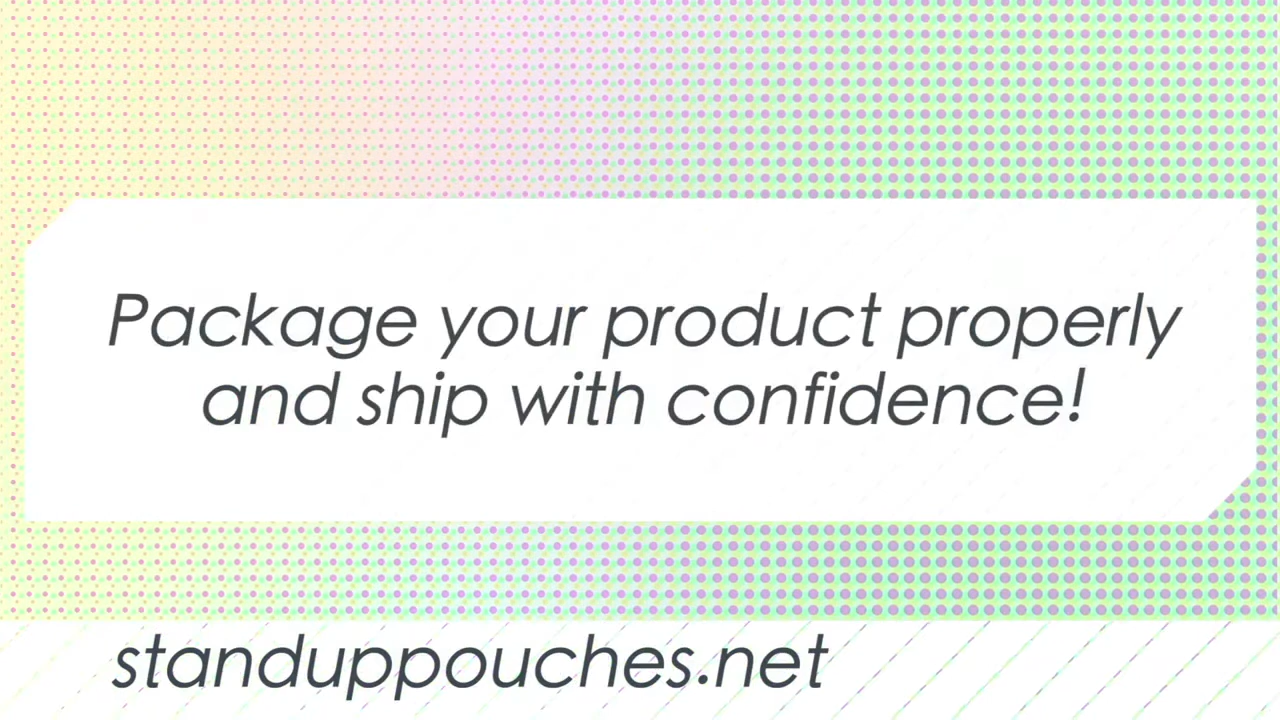 Package your product properly
and ship with confidence!
standuppouches.net